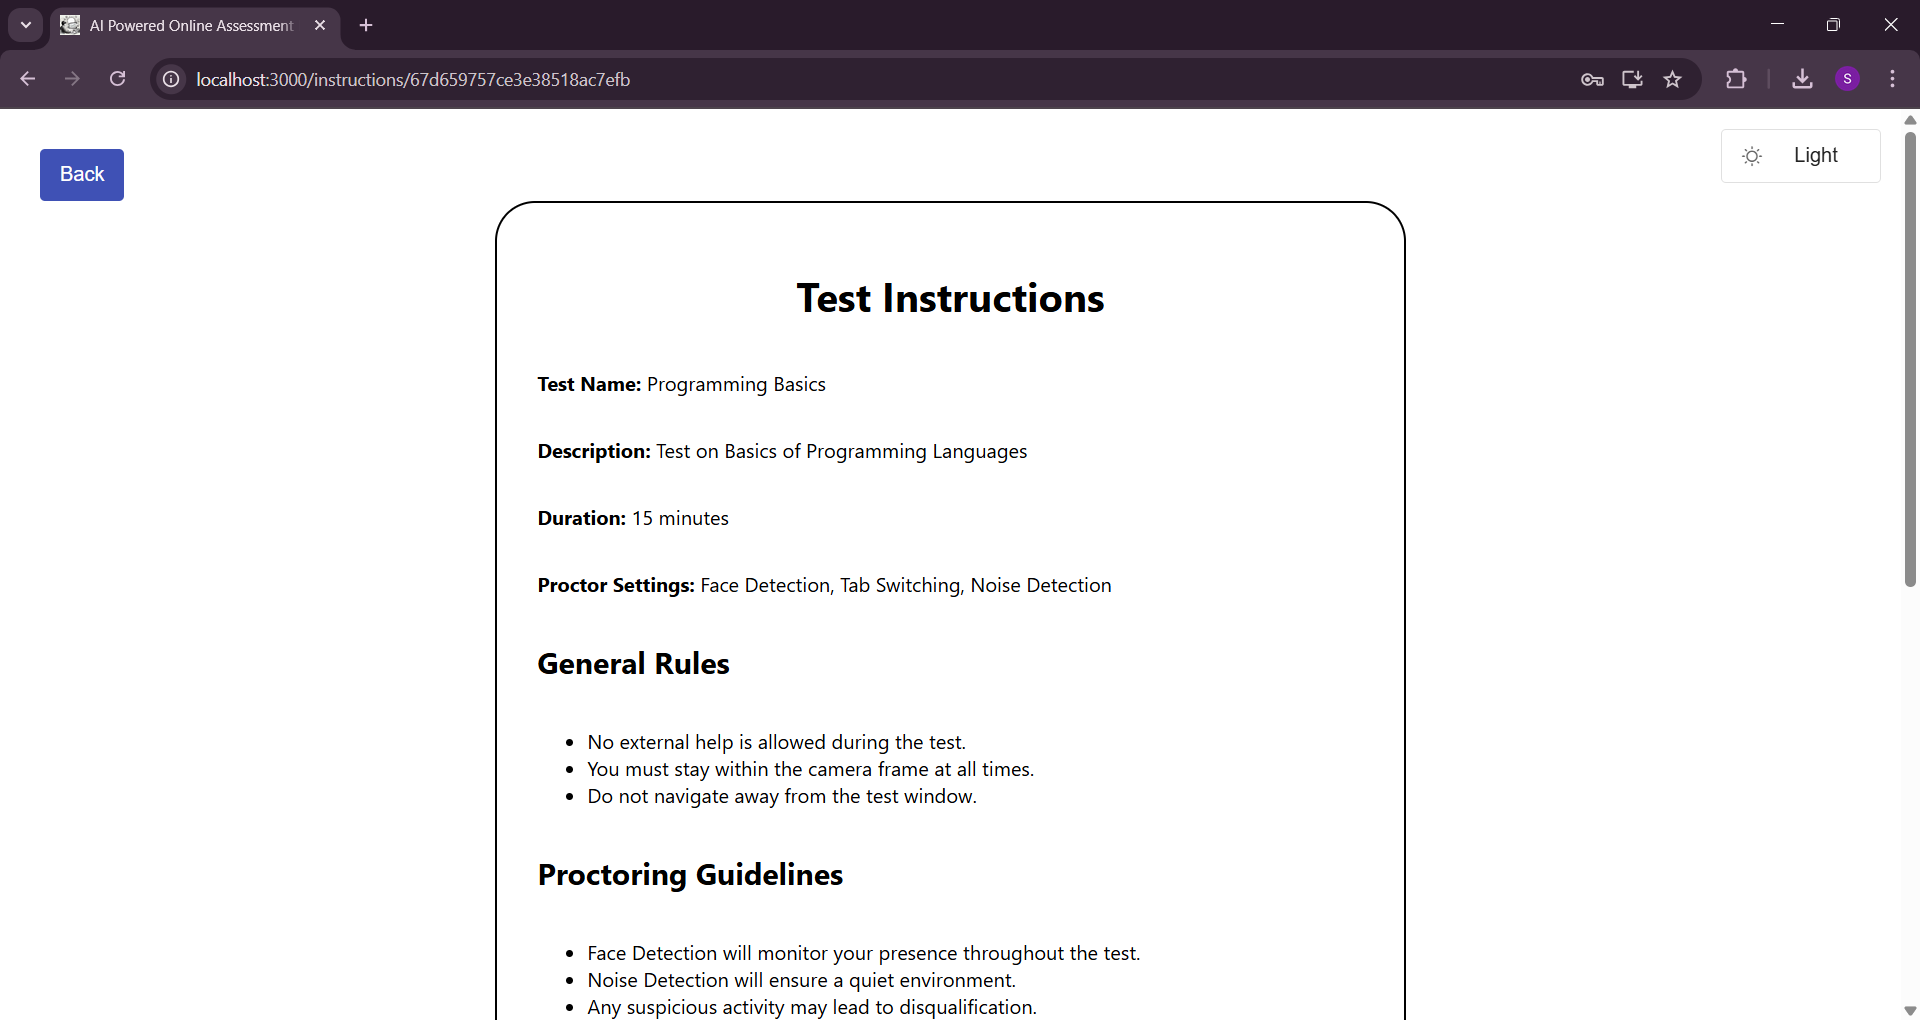 AI Powered Online Assessment
localhost:3000/instructions/67d659757ce3e38518ac7efb
S
Back
Light
Test Instructions
Test Name: Programming Basics
Description: Test on Basics of Programming Languages
Duration: 15 minutes
Proctor Settings: Face Detection, Tab Switching, Noise Detection
General Rules
• No external help is allowed during the test.
• You must stay within the camera frame at all times.
• Do not navigate away from the test window.
Proctoring Guidelines
• Face Detection will monitor your presence throughout the test.
• Noise Detection will ensure a quiet environment.
• Any suspicious activity may lead to disqualification.